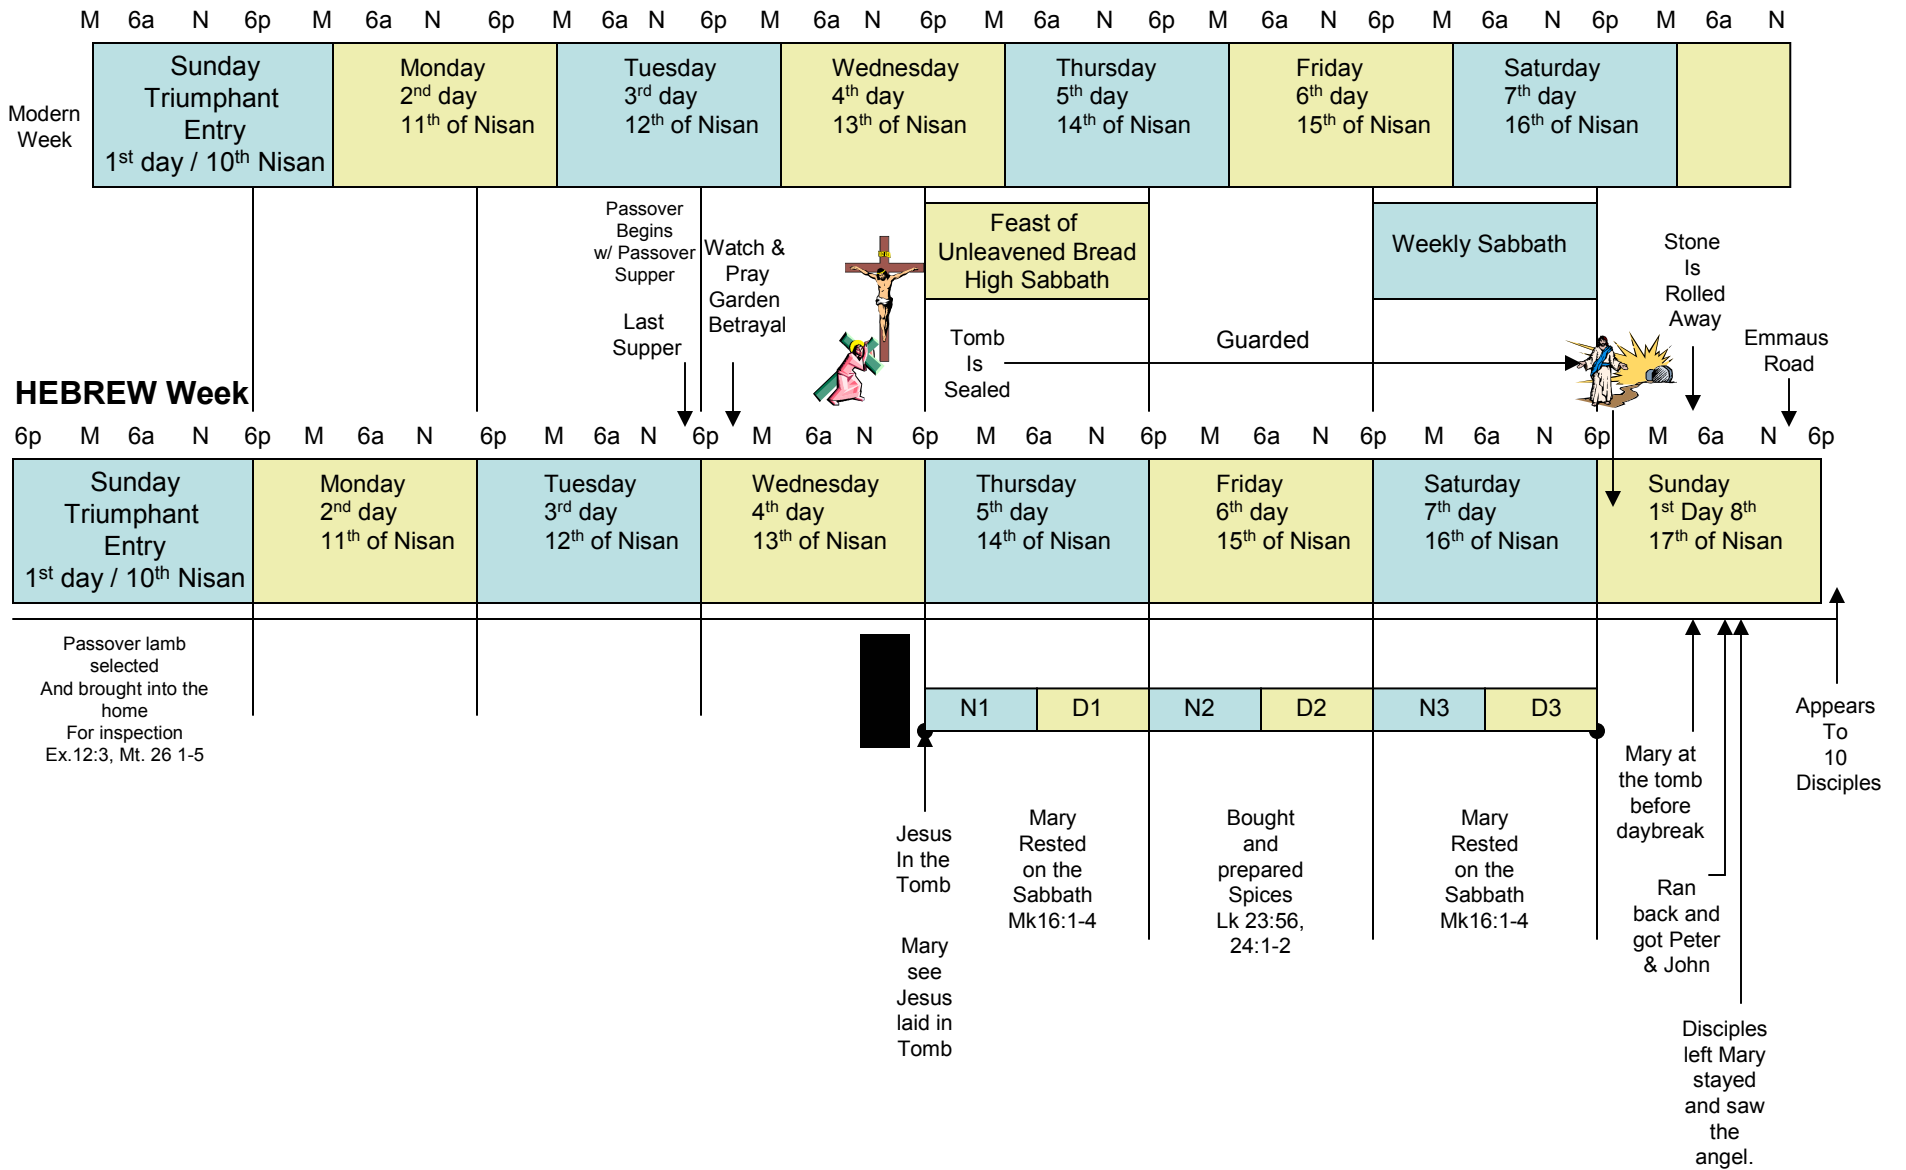 M 6a N 6p M 6a N 6p M 6a N 6p M 6a N 6p M 6a N 6p M 6a N 6p M 6a N 6p M 6a N
Modern
Week
Sunday
Triumphant
Entry
1st day / 10th Nisan
Monday
2nd day
11th of Nisan
Tuesday
3rd day
12th of Nisan
Wednesday
4th day
13th of Nisan
Thursday
5th day
14th of Nisan
Friday
6th day
15th of Nisan
Saturday
7th day
16th of Nisan
Passover
Begins
w/ Passover
Supper
Last
Supper
Watch &
Pray
Garden
Betrayal
Feast of
Unleavened Bread
High Sabbath
Tomb
Is
Sealed
Guarded
Weekly Sabbath
Stone
Is
Rolled
Away
Emmaus
Road
HEBREW Week
6p M 6a N 6p M 6a N 6p M 6a N 6p M 6a N 6p M 6a N 6p M 6a N 6p M 6a N 6p M 6a N 6p
Sunday
Triumphant
Entry
1st day / 10th Nisan
Monday
2nd day
11th of Nisan
Tuesday
3rd day
12th of Nisan
Wednesday
4th day
13th of Nisan
Thursday
5th day
14th of Nisan
Friday
6th day
15th of Nisan
Saturday
7th day
16th of Nisan
Sunday
1st Day 8th
17th of Nisan
Passover lamb
selected
And brought into the
home
For inspection
Ex.12:3, Mt. 26 1-5
N1 D1 N2 D2 N3 D3
Jesus
In the
Tomb
Mary
see
Jesus
laid in
Tomb
Mary
Rested
on the
Sabbath
Mk16:1-4
Bought
and
prepared
Spices
Lk 23:56,
24:1-2
Mary
Rested
on the
Sabbath
Mk16:1-4
Mary at
the tomb
before
daybreak
Ran
back and
got Peter
& John
Disciples
left Mary
stayed
and saw
the
angel.
Appears
To
10
Disciples